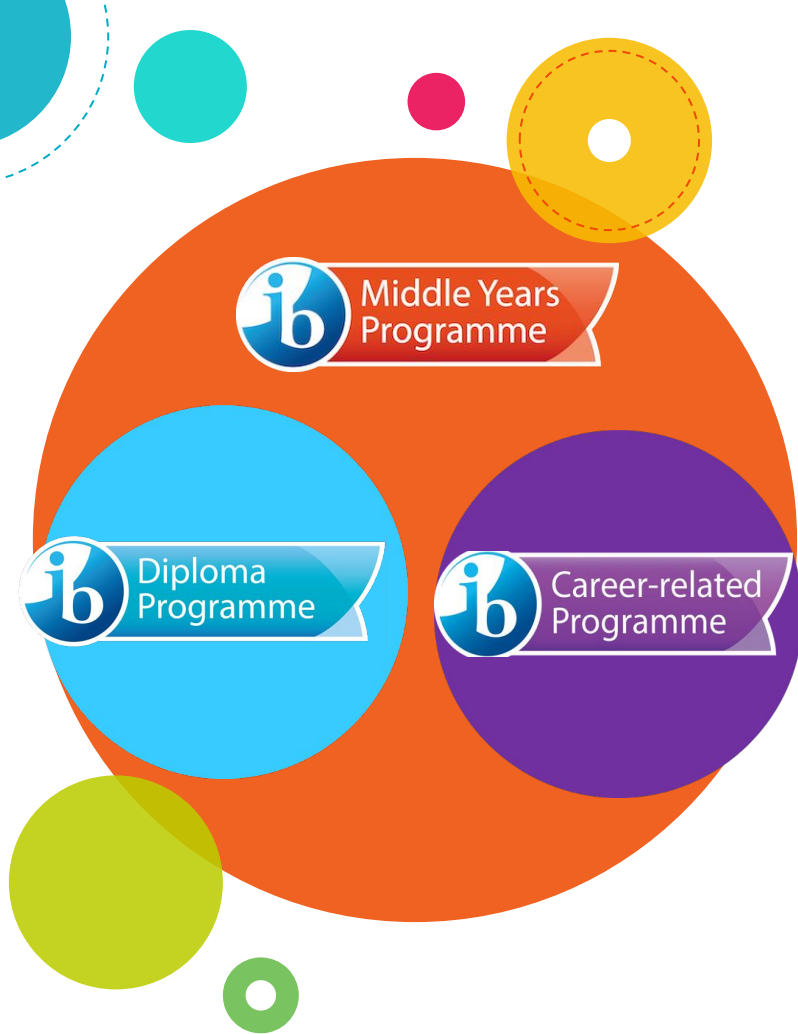 ib
Middle Years
Programme
ib
Diploma
Programme
ib
Career-related
Programme